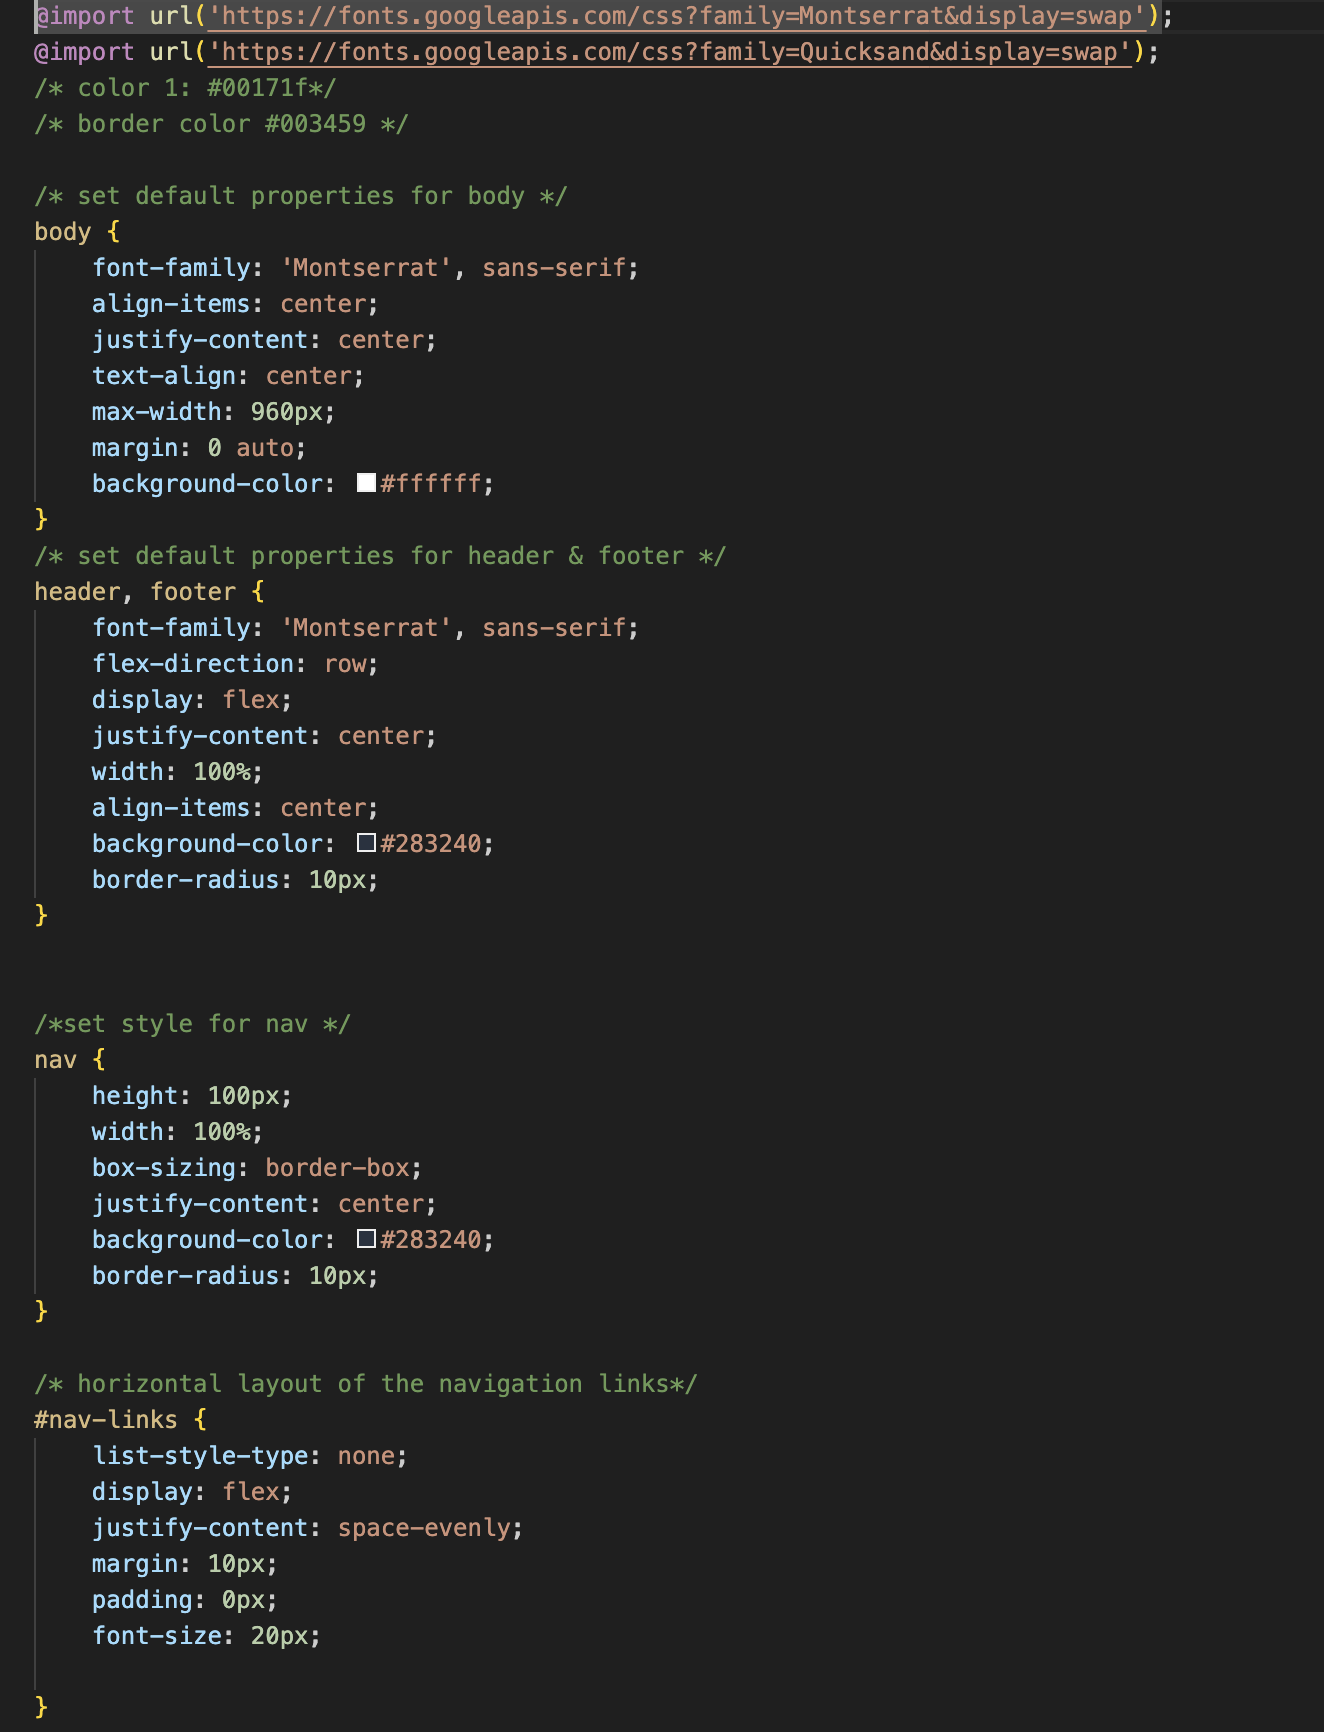 @import url('https://fonts.googleapis.com/css?family=Montserrat&display=swap');
@import url('https://fonts.googleapis.com/css?family=Quicksand&display=swap');
/* color 1: #00171f*/
/* border color #003459 */
/* set default properties for body */
body {
font-family: 'Montserrat', sans-serif;
align-items: center;
justify-content: center;
text-align: center;
max-width: 960px;
margin: 0 auto;
background-color: #ffffff;
}
/* set default properties for header & footer */
header, footer {
font-family: 'Montserrat', sans-serif;
flex-direction: row;
display: flex;
justify-content: center;
width: 100%;
align-items: center;
background-color: #283240;
border-radius: 10px;
}
/*set style for nav */
nav {
height: 100px;
width: 100%;
box-sizing: border-box;
justify-content: center;
background-color: #283240;
border-radius: 10px;
}
/* horizontal layout of the navigation links*/
#nav-links {
list-style-type: none;
display: flex;
justify-content: space-evenly;
margin: 10px;
padding: 0px;
font-size: 20px;
}